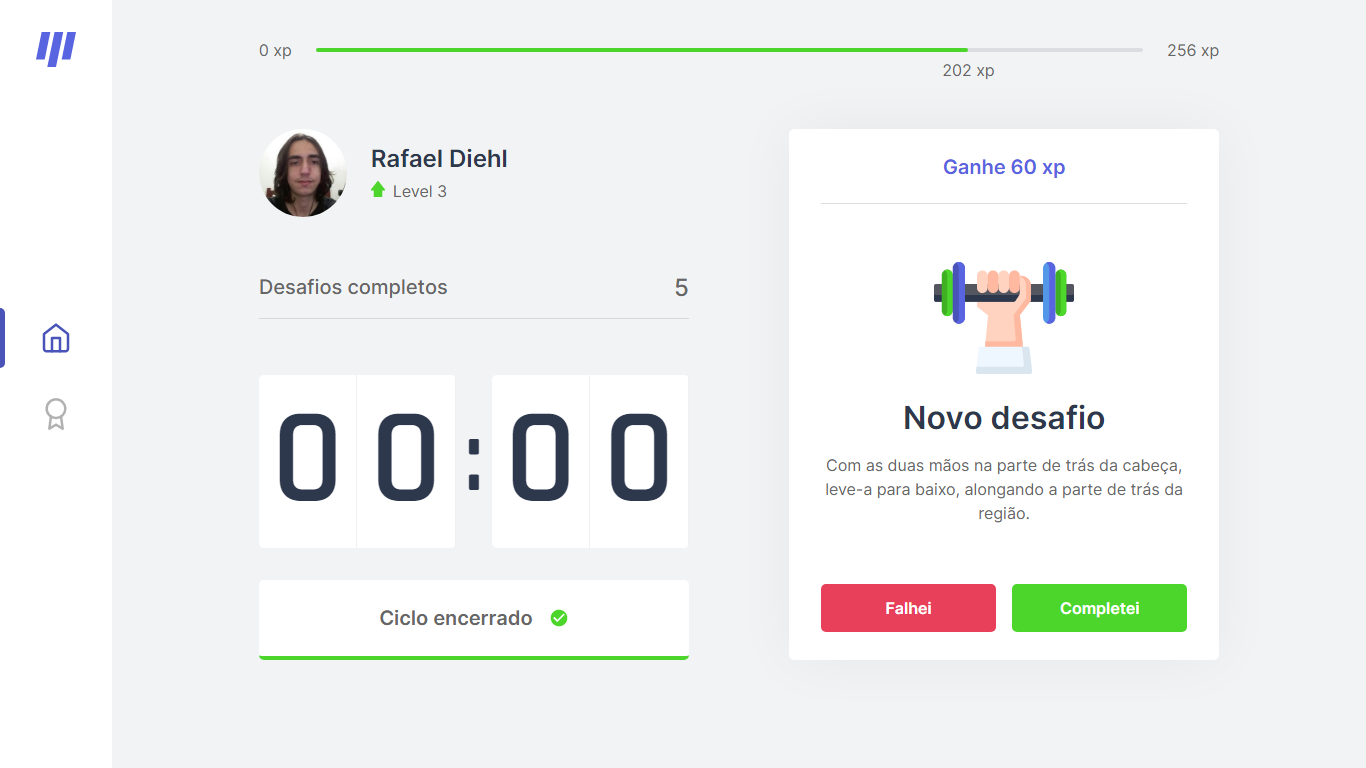 0 xp
256 xp
202 xp
Rafael Diehl
Level 3
Desafios completos
5
00:00
Ciclo encerrado
Ganhe 60 xp
Novo desafio
Com as duas mãos na parte de trás da cabeça,
leve-a para baixo, alongando a parte de trás da
região.
Falhei
Completei